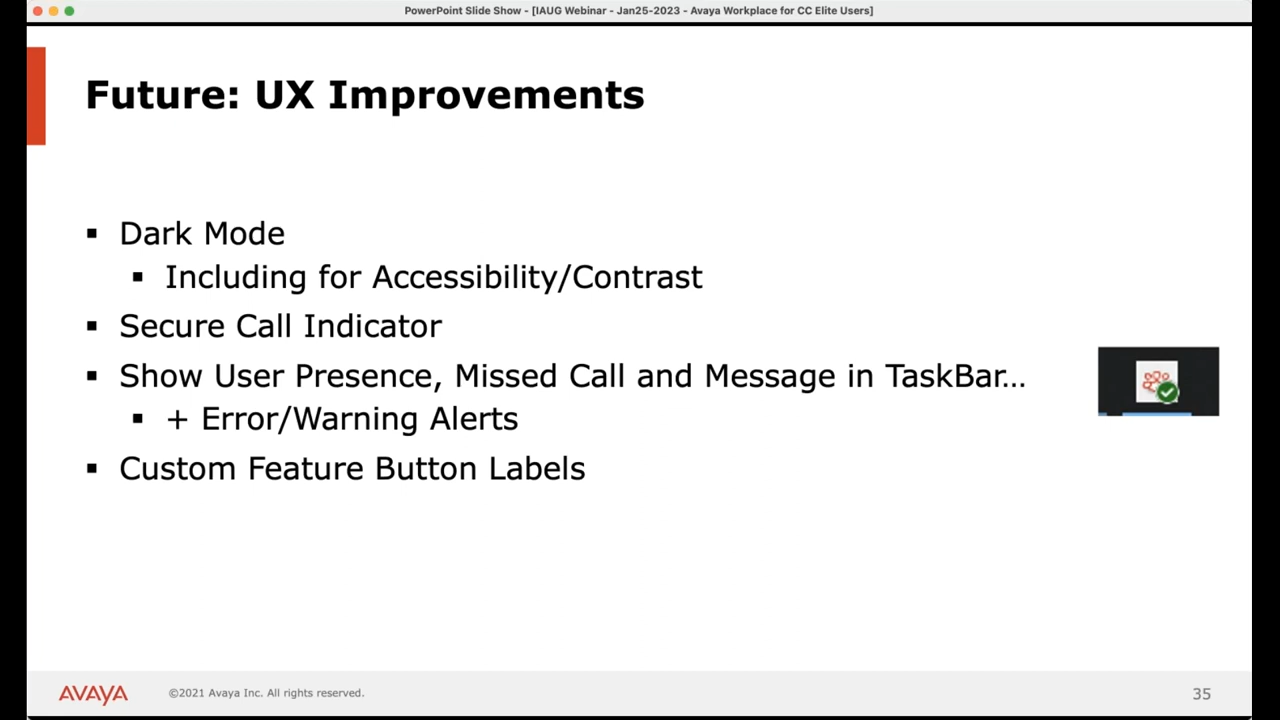 PowerPoint Slide Show - [IAUG Webinar - Jan25-2023 - Avaya Workplace for CC Elite Users]
Future: UX Improvements
▪ Dark Mode
▪ Including for Accessibility/Contrast
▪ Secure Call Indicator
▪ Show User Presence, Missed Call and Message in TaskBar…
▪ + Error/Warning Alerts
▪ Custom Feature Button Labels
AVAYA
©2021 Avaya Inc. All rights reserved.
35